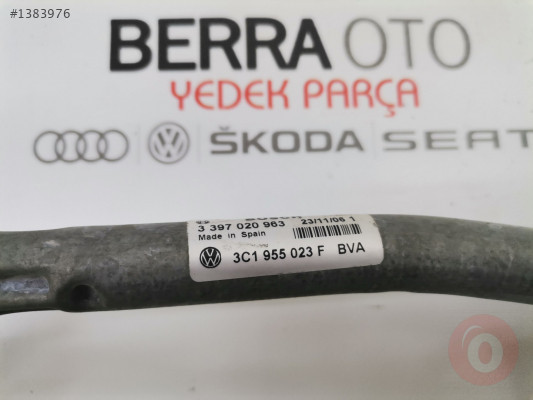 #1383976
BERRA OTO
YEDEK PARÇA
ŠKODA SEAT
3 397 020 963 23/11/06 1
Made in Spain
3C1 955 023 F BVA